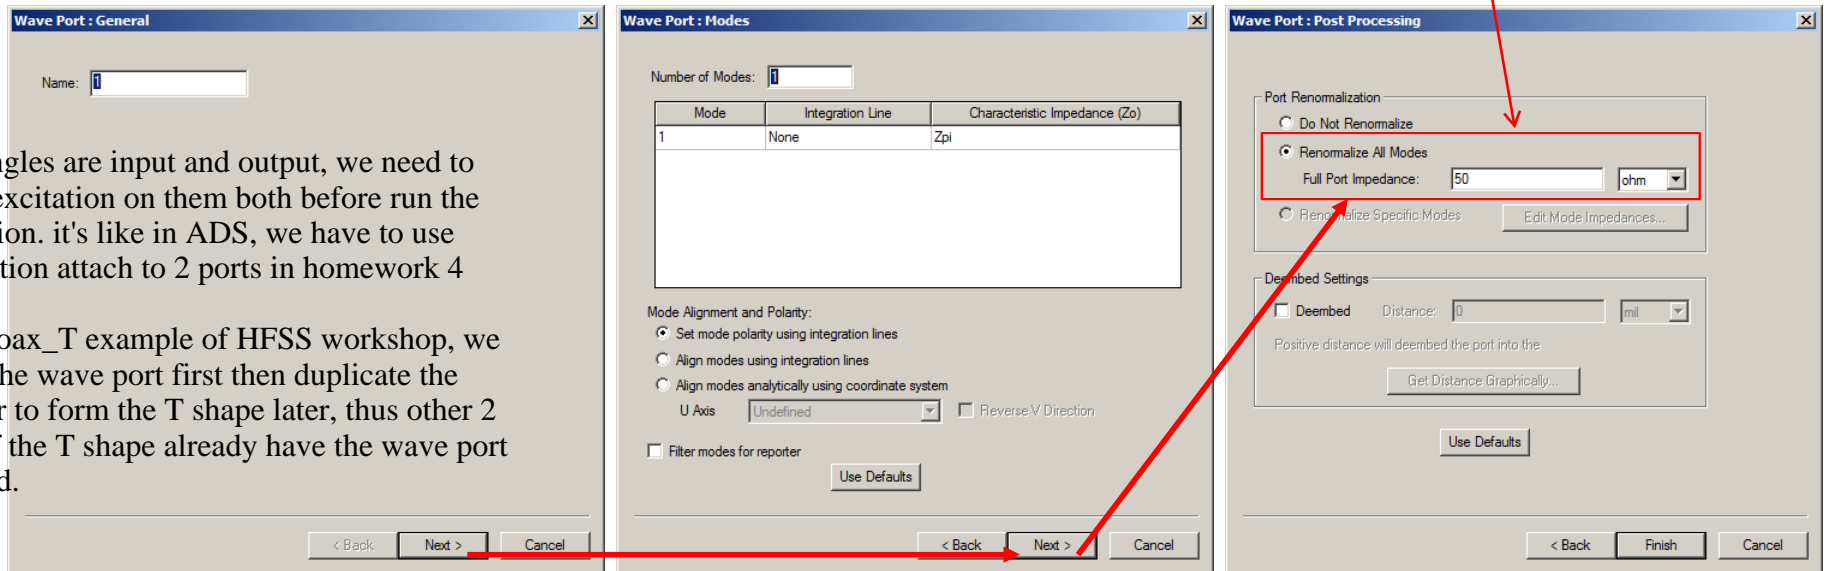 Wave Port : General
Name: 1
ngles are input and output, we need to
excitation on them both before run the
ion. it's like in ADS, we have to use
tion attach to 2 ports in homework 4
oax_T example of HFSS workshop, we
he wave port first then duplicate the
r to form the T shape later, thus other 2
the T shape already have the wave port
d.
< Back
Next >
Cancel
Wave Port : Modes
Number of Modes: 1
Mode Integration Line Characteristic Impedance (Zo)
1 None Zpi
Mode Alignment and Polarity:
Set mode polarity using integration lines
Align modes using integration lines
Align modes analytically using coordinate system
U Axis Undefined Reverse V Direction
Filter modes for reporter
Use Defaults
< Back
Next >
Cancel
Wave Port : Post Processing
Port Renormalization
Do Not Renormalize
Renormalize All Modes
Full Port Impedance: 50 ohm
Renormalize Specific Modes Edit Mode Impedances...
Deembed Settings
Deembed Distance: 0 mil
Positive distance will deembed the port into the
Get Distance Graphically...
Use Defaults
< Back
Finish
Cancel